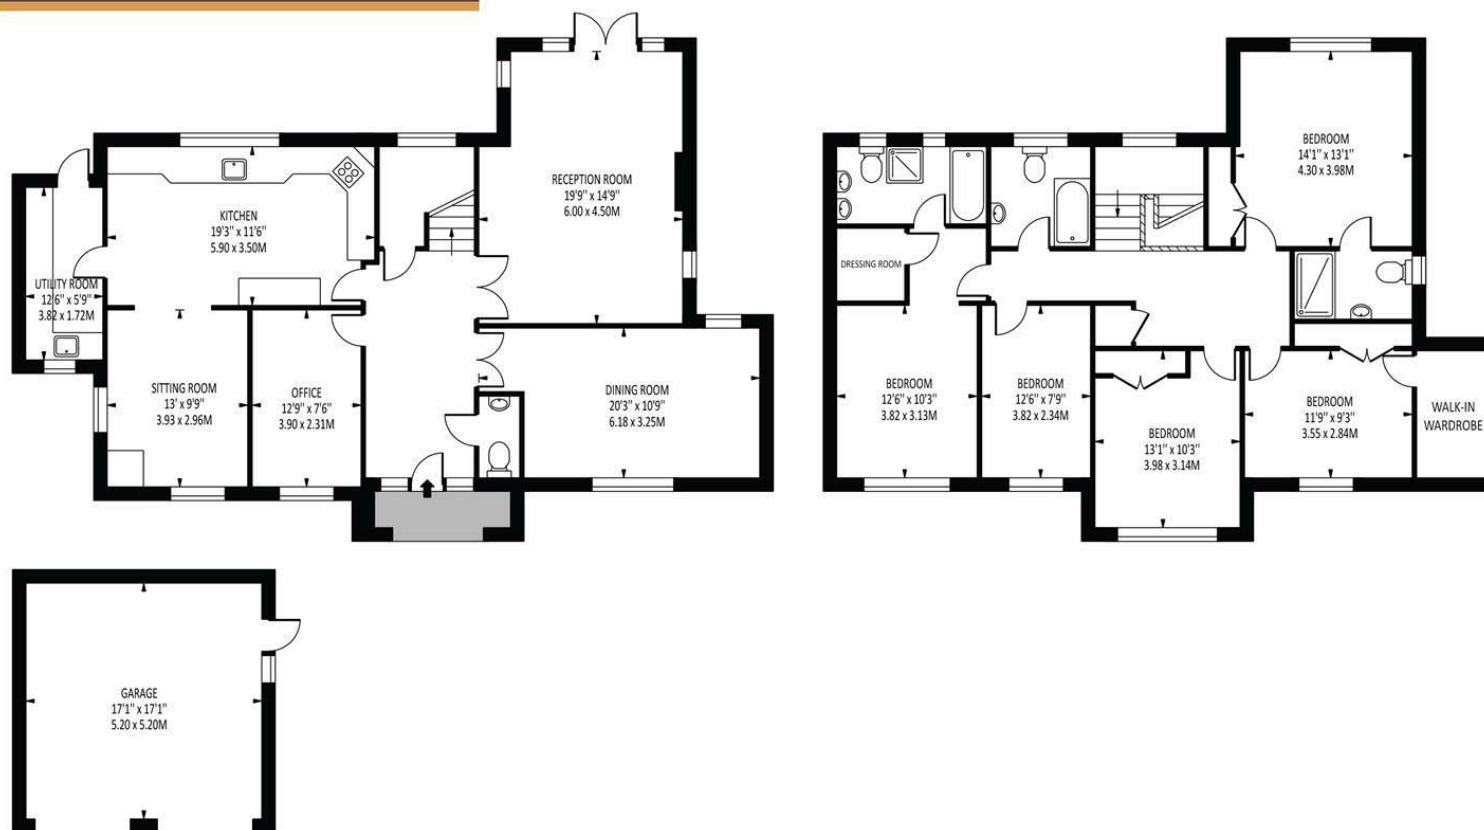 RECEPTION ROOM
19'9" x 14'9"
6.00 x 4.50M
KITCHEN
19'3" x 11'6"
5.90 x 3.50M
UTILITY ROOM
12'6" x 5'9"
3.82 x 1.72M
SITTING ROOM
13' x 9'9"
3.93 x 2.96M
OFFICE
12'9" x 7'6"
3.90 x 2.31M
DINING ROOM
20'3" x 10'9"
6.18 x 3.25M
GARAGE
17'1" x 17'1"
5.20 x 5.20M
BEDROOM
14'1" x 13'1"
4.30 x 3.98M
DRESSING ROOM
BEDROOM
12'6" x 10'3"
3.82 x 3.13M
BEDROOM
12'6" x 7'9"
3.82 x 2.34M
BEDROOM
13'1" x 10'3"
3.98 x 3.14M
BEDROOM
11'9" x 9'3"
3.55 x 2.84M
WALK-IN
WARDROBE